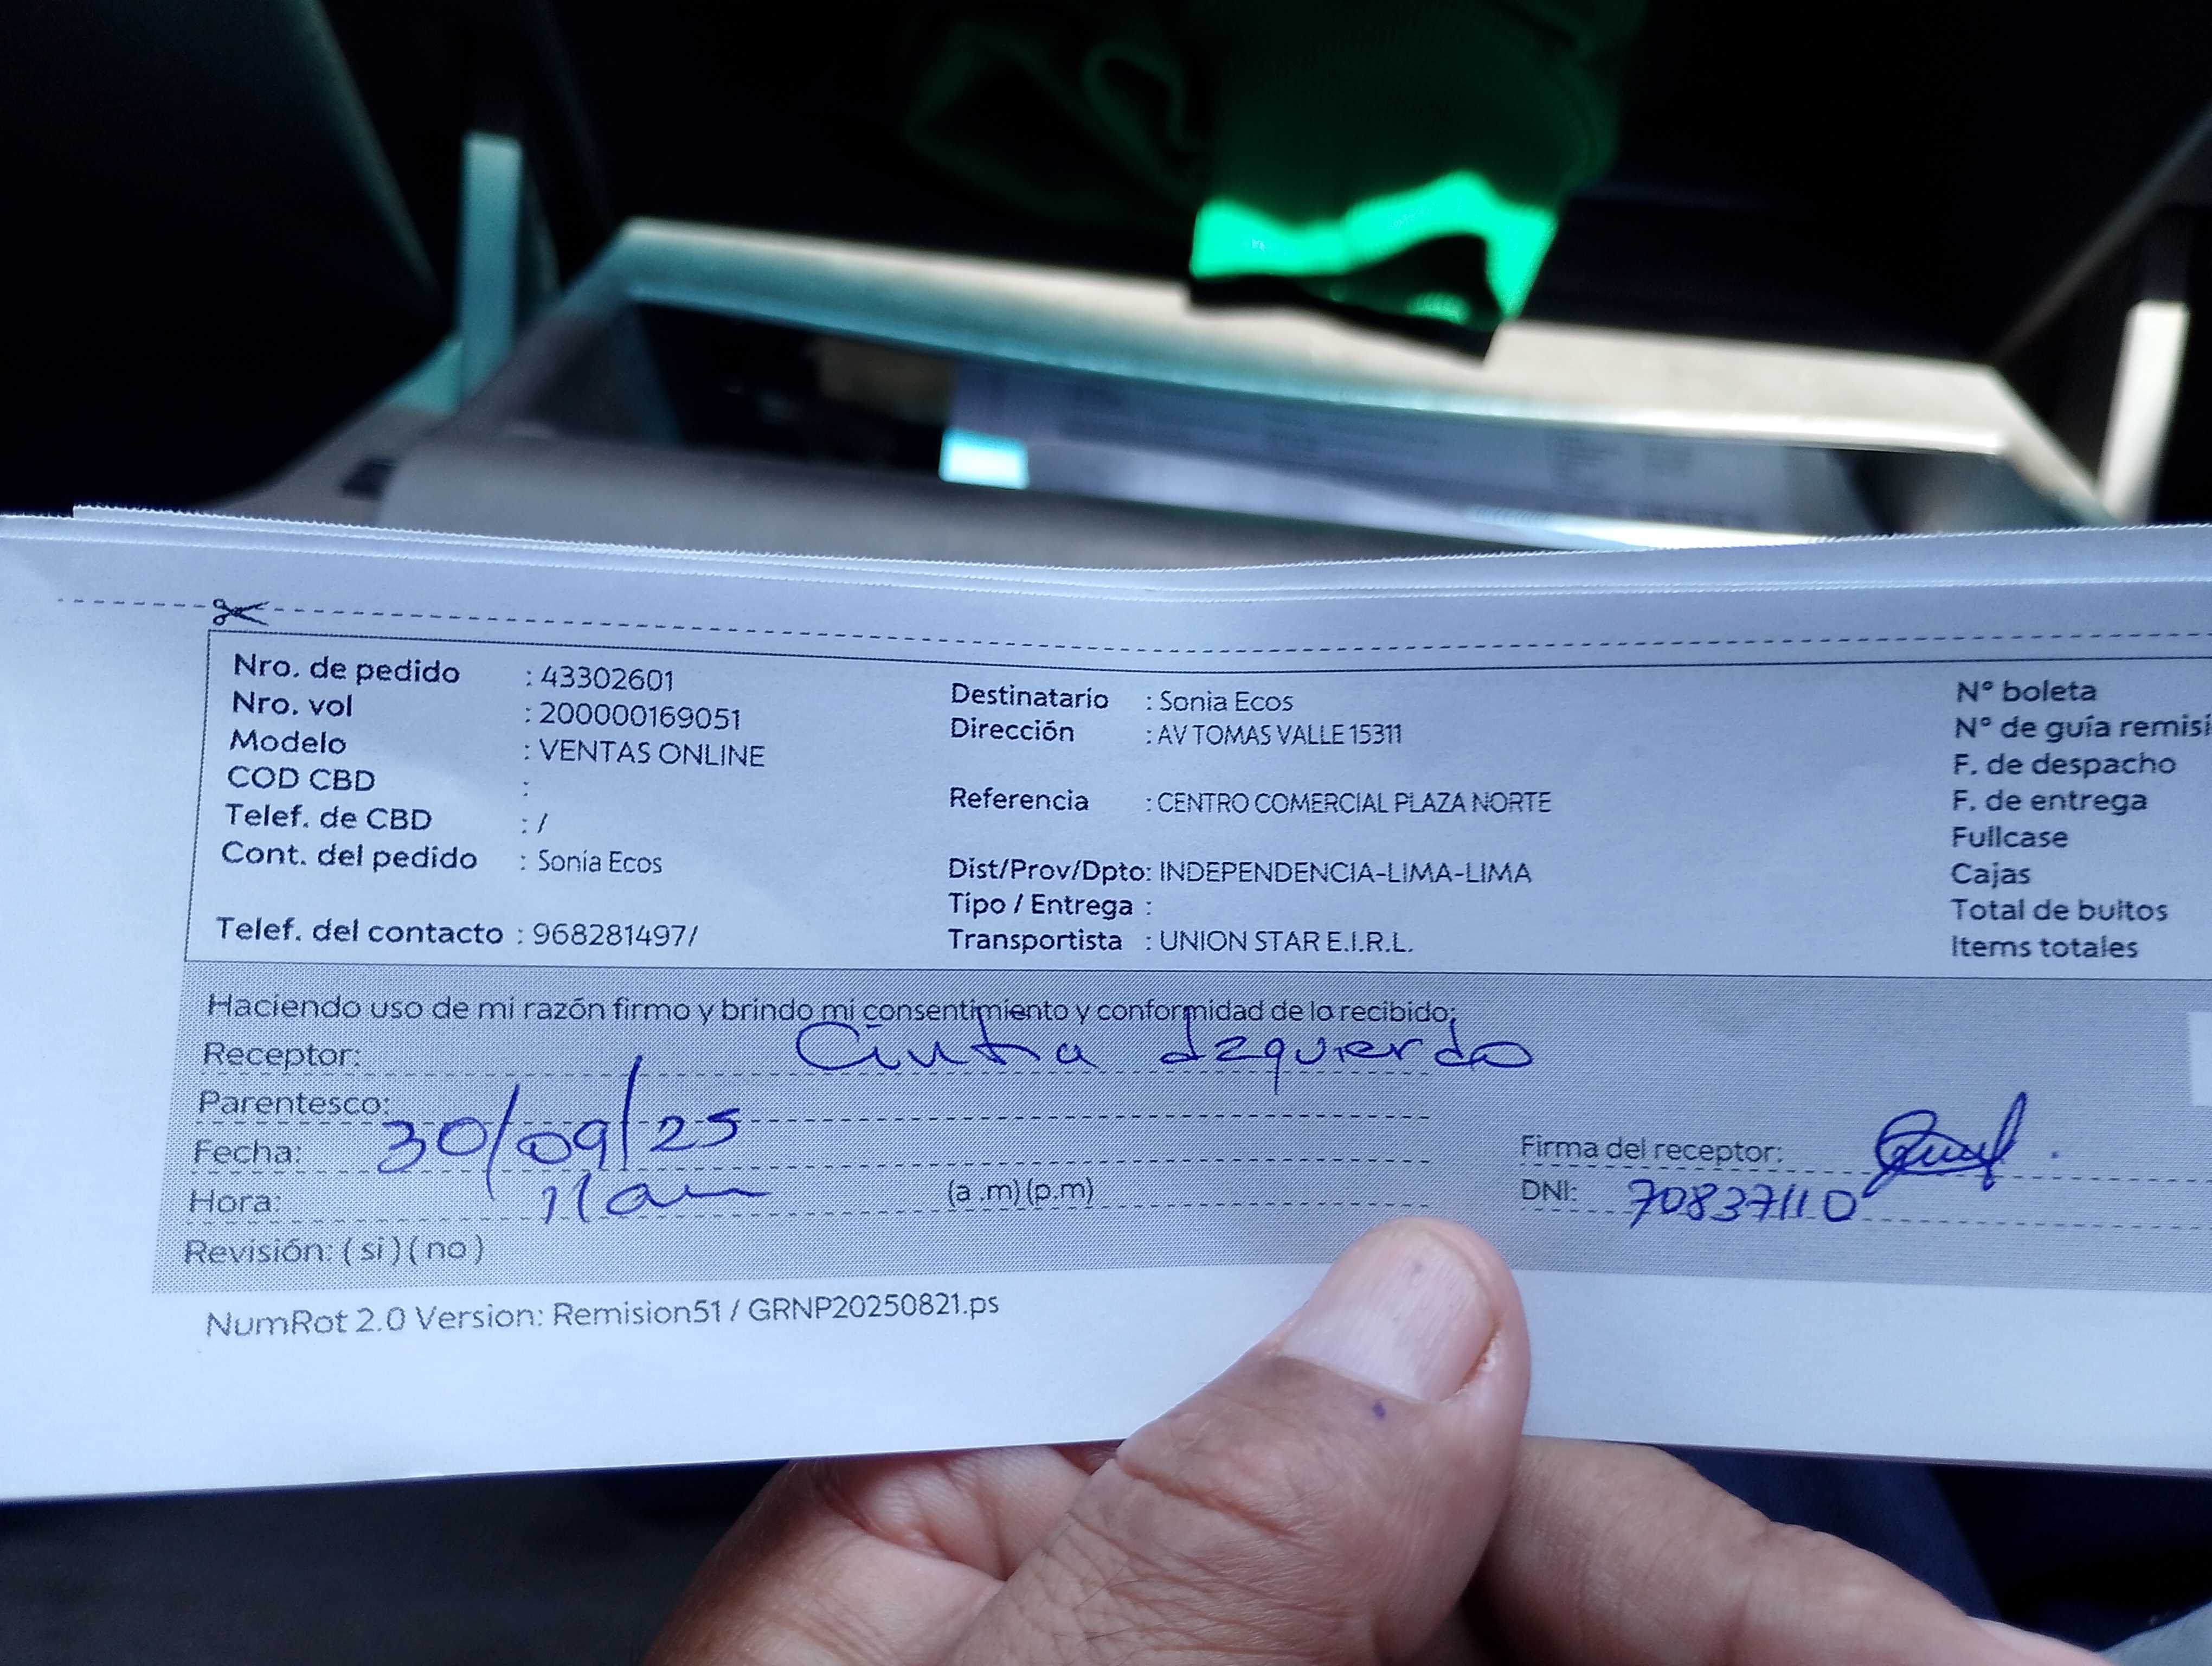 Nro. de pedido : 43302601
Nro. vol : 200000169051
Modelo : VENTAS ONLINE
COD CBD :
Telef. de CBD : /
Cont. del pedido : Sonia Ecos
Telef. del contacto : 968281497/
Destinatario : Sonia Ecos
Dirección : AV TOMAS VALLE 15311
Referencia : CENTRO COMERCIAL PLAZA NORTE
Dist/Prov/Dpto: INDEPENDENCIA-LIMA-LIMA
Tipo / Entrega :
Transportista : UNION STAR E.I.R.L.
N° boleta
N° de guía remisi
F. de despacho
F. de entrega
Fullcase
Cajas
Total de bultos
Items totales
Haciendo uso de mi razón firmo y brindo mi consentimiento y conformidad de lo recibido:
Receptor: Cintia Izquierdo
Parentesco:
Fecha: 30/09/25
Hora: 11am (a.m)(p.m)
Revisión: (si)(no)
Firma del receptor:
DNI: 70837110
NumRot 2.0 Version: Remision51 / GRNP20250821.ps